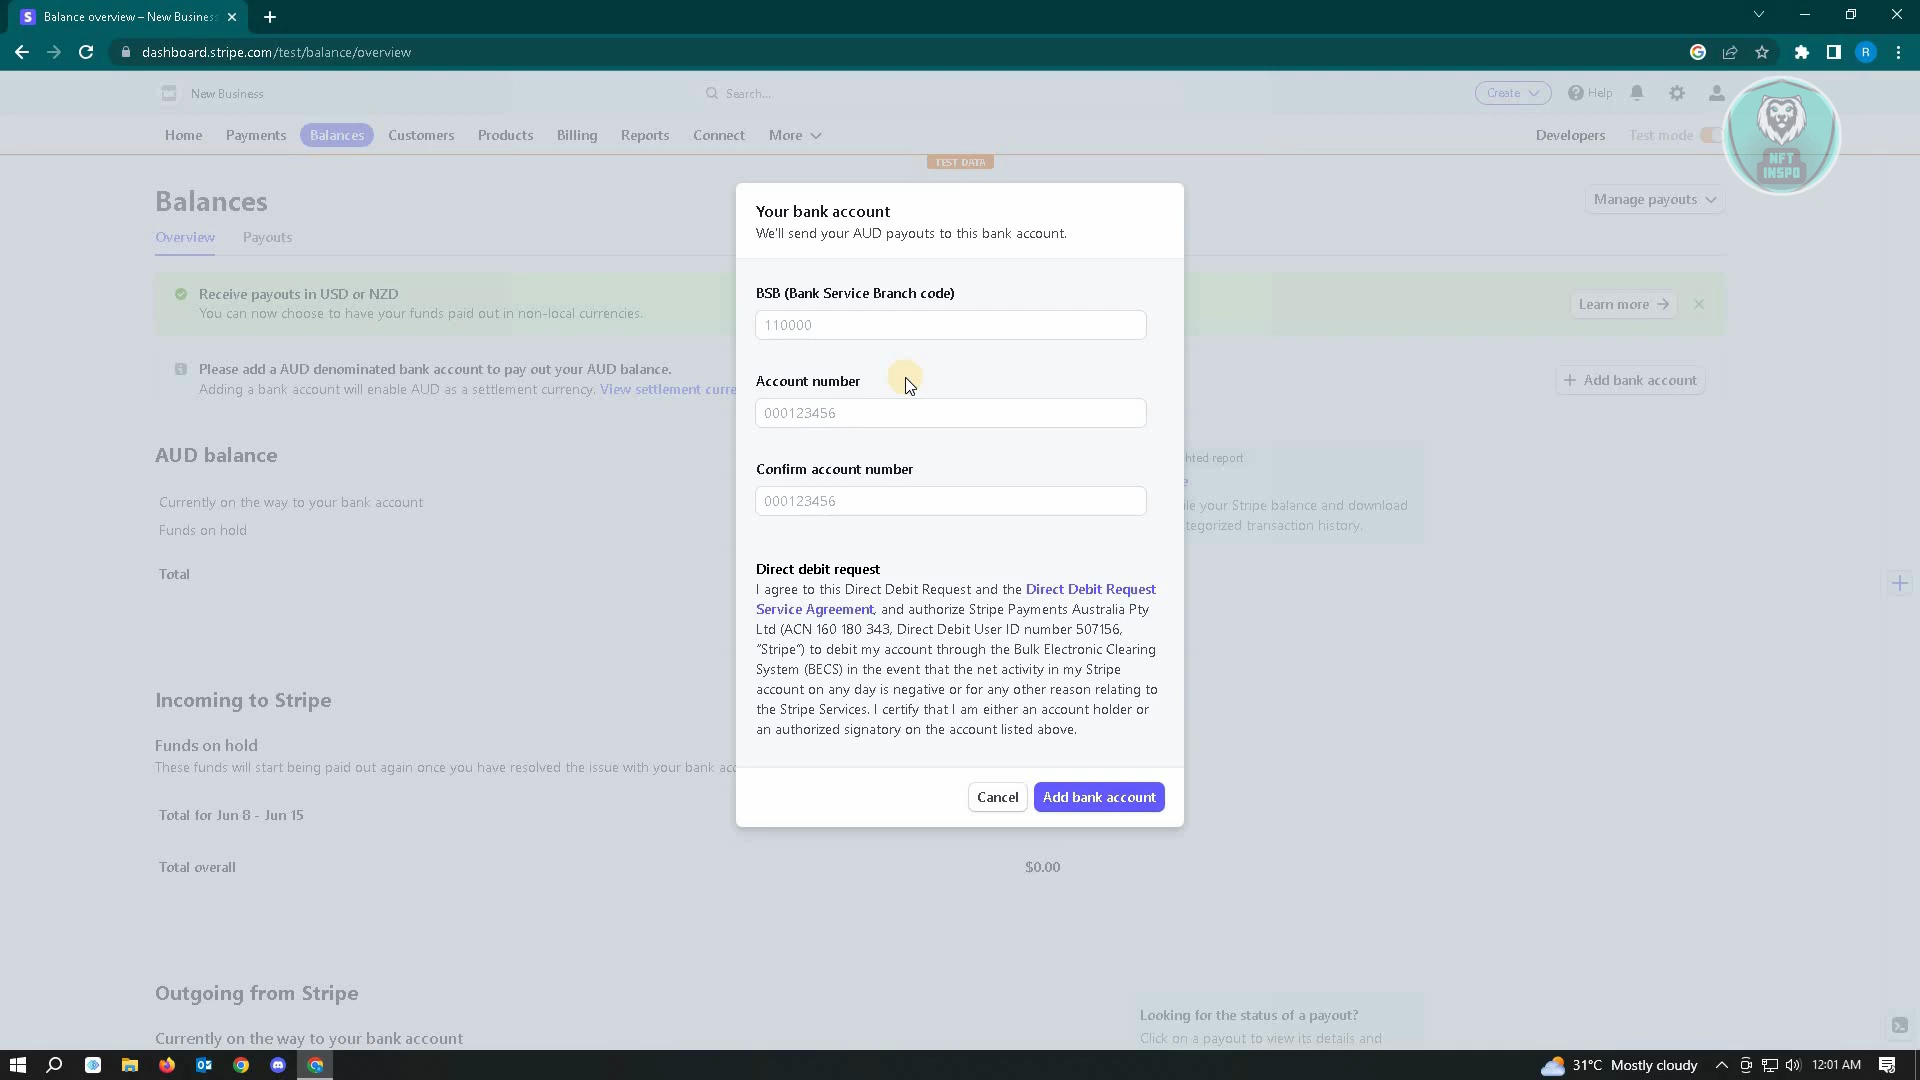 Balance overview – New Business
dashboard.stripe.com/test/balance/overview
R
New Business
Search...
Create
Help
Home
Payments
Balances
Customers
Products
Billing
Reports
Connect
More
Developers
Test mode
NFT
INSPO
TEST DATA
Balances
Manage payouts
Overview
Payouts
Receive payouts in USD or NZD
You can now choose to have your funds paid out in non-local currencies.
Learn more
Please add a AUD denominated bank account to pay out your AUD balance.
Adding a bank account will enable AUD as a settlement currency. View settlement curre
Add bank account
Your bank account
We'll send your AUD payouts to this bank account.
BSB (Bank Service Branch code)
110000
Account number
000123456
Confirm account number
000123456
Direct debit request
I agree to this Direct Debit Request and the Direct Debit Request
Service Agreement, and authorize Stripe Payments Australia Pty
Ltd (ACN 160 180 343, Direct Debit User ID number 507156,
“Stripe”) to debit my account through the Bulk Electronic Clearing
System (BECS) in the event that the net activity in my Stripe
account on any day is negative or for any other reason relating to
the Stripe Services. I certify that I am either an account holder or
an authorized signatory on the account listed above.
Cancel
Add bank account
AUD balance
Currently on the way to your bank account
Funds on hold
Total
hted report
e
ile your Stripe balance and download
tegorized transaction history.
Incoming to Stripe
Funds on hold
These funds will start being paid out again once you have resolved the issue with your bank acc
Total for Jun 8 - Jun 15
Total overall
$0.00
Outgoing from Stripe
Currently on the way to your bank account
Looking for the status of a payout?
Click on a payout to view its details and
31°C Mostly cloudy
12:01 AM